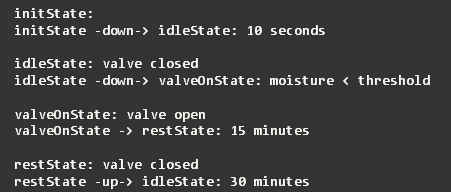 initState:
initState -down-> idleState: 10 seconds
idleState: valve closed
idleState -down-> valveOnState: moisture < threshold
valveOnState: valve open
valveOnState -> restState: 15 minutes
restState: valve closed
restState -up-> idleState: 30 minutes